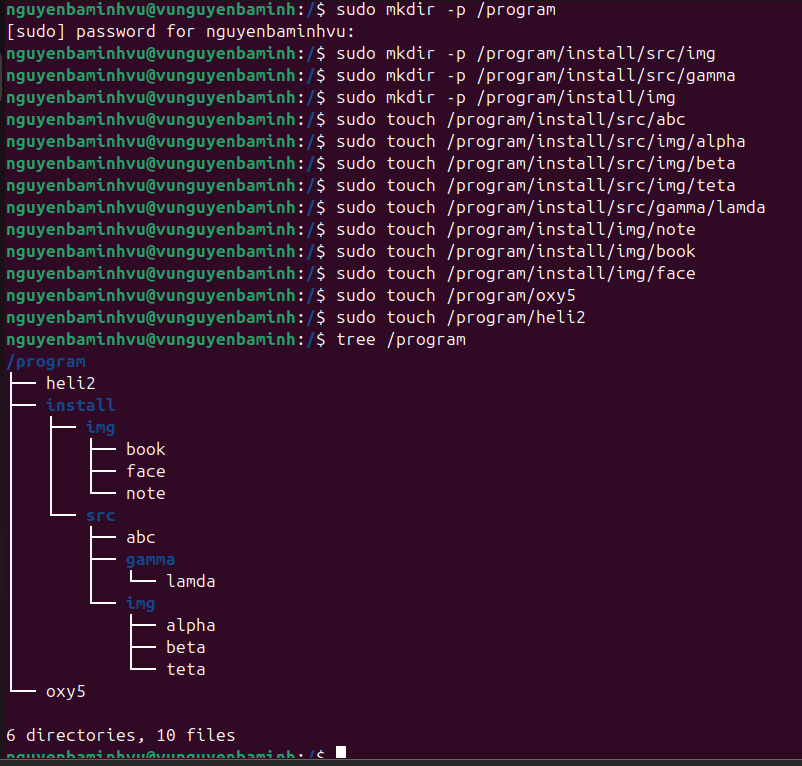 nguyenbaminhvu@vunguyenbaminh:/$ sudo mkdir -p /program
[sudo] password for nguyenbaminhvu:
nguyenbaminhvu@vunguyenbaminh:/$ sudo mkdir -p /program/install/src/img
nguyenbaminhvu@vunguyenbaminh:/$ sudo mkdir -p /program/install/src/gamma
nguyenbaminhvu@vunguyenbaminh:/$ sudo mkdir -p /program/install/img
nguyenbaminhvu@vunguyenbaminh:/$ sudo touch /program/install/src/abc
nguyenbaminhvu@vunguyenbaminh:/$ sudo touch /program/install/src/img/alpha
nguyenbaminhvu@vunguyenbaminh:/$ sudo touch /program/install/src/img/beta
nguyenbaminhvu@vunguyenbaminh:/$ sudo touch /program/install/src/img/teta
nguyenbaminhvu@vunguyenbaminh:/$ sudo touch /program/install/src/gamma/lamda
nguyenbaminhvu@vunguyenbaminh:/$ sudo touch /program/install/img/note
nguyenbaminhvu@vunguyenbaminh:/$ sudo touch /program/install/img/book
nguyenbaminhvu@vunguyenbaminh:/$ sudo touch /program/install/img/face
nguyenbaminhvu@vunguyenbaminh:/$ sudo touch /program/oxy5
nguyenbaminhvu@vunguyenbaminh:/$ sudo touch /program/heli2
nguyenbaminhvu@vunguyenbaminh:/$ tree /program
/program
├── heli2
├── install
│   ├── img
│   │   ├── book
│   │   ├── face
│   │   └── note
│   └── src
│       ├── abc
│       ├── gamma
│       │   └── lamda
│       └── img
│           ├── alpha
│           ├── beta
│           └── teta
└── oxy5
6 directories, 10 files
nguyenbaminhvu@vunguyenbaminh:/$